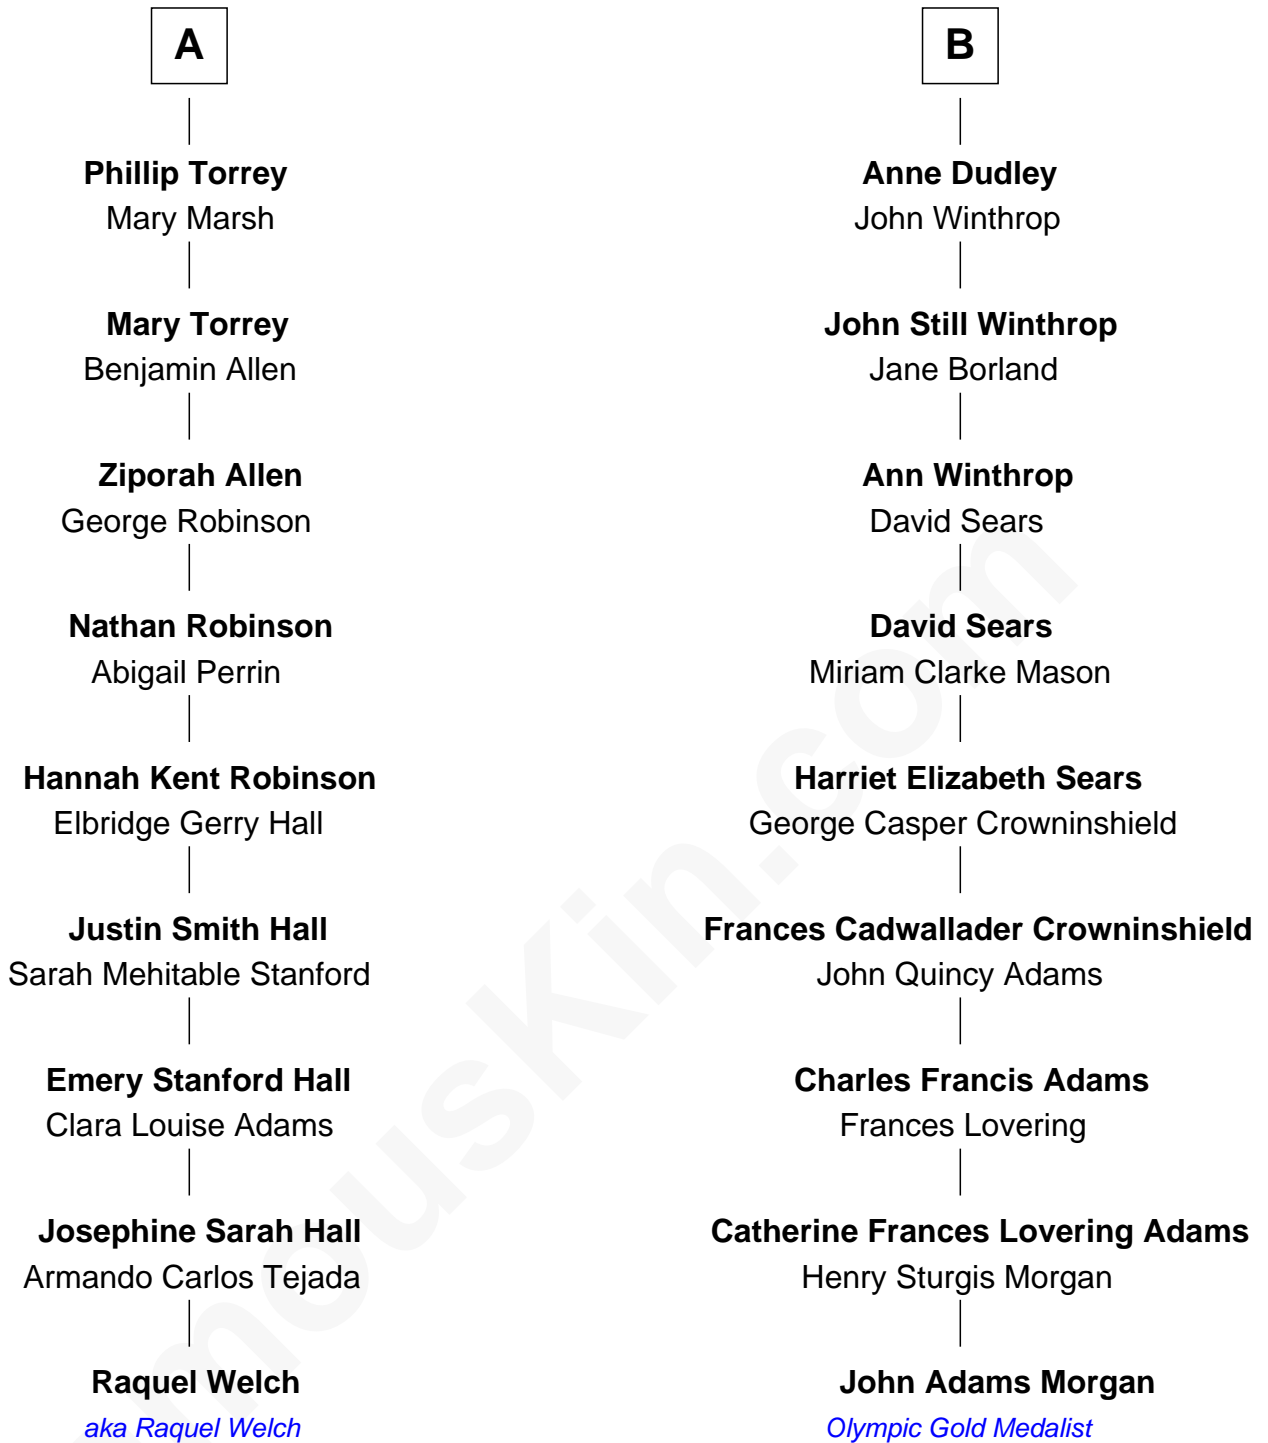 A
Phillip Torrey
Mary Marsh
Mary Torrey
Benjamin Allen
Ziporah Allen
George Robinson
Nathan Robinson
Abigail Perrin
Hannah Kent Robinson
Elbridge Gerry Hall
Justin Smith Hall
Sarah Mehitable Stanford
Emery Stanford Hall
Clara Louise Adams
Josephine Sarah Hall
Armando Carlos Tejada
Raquel Welch
aka Raquel Welch
B
Anne Dudley
John Winthrop
John Still Winthrop
Jane Borland
Ann Winthrop
David Sears
David Sears
Miriam Clarke Mason
Harriet Elizabeth Sears
George Casper Crowninshield
Frances Cadwallader Crowninshield
John Quincy Adams
Charles Francis Adams
Frances Lovering
Catherine Frances Lovering Adams
Henry Sturgis Morgan
John Adams Morgan
Olympic Gold Medalist
mousKin.com